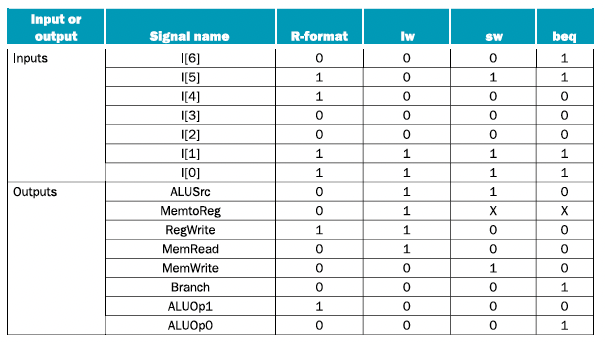 Input or output Signal name R-format lw sw beq
Inputs I[6] 0 0 0 1
I[5] 1 0 1 1
I[4] 1 0 0 0
I[3] 0 0 0 0
I[2] 0 0 0 0
I[1] 1 1 1 1
I[0] 1 1 1 1
Outputs ALUSrc 0 1 1 0
MemtoReg 0 1 X X
RegWrite 1 1 0 0
MemRead 0 1 0 0
MemWrite 0 0 1 0
Branch 0 0 0 1
ALUOp1 1 0 0 0
ALUOp0 0 0 0 1